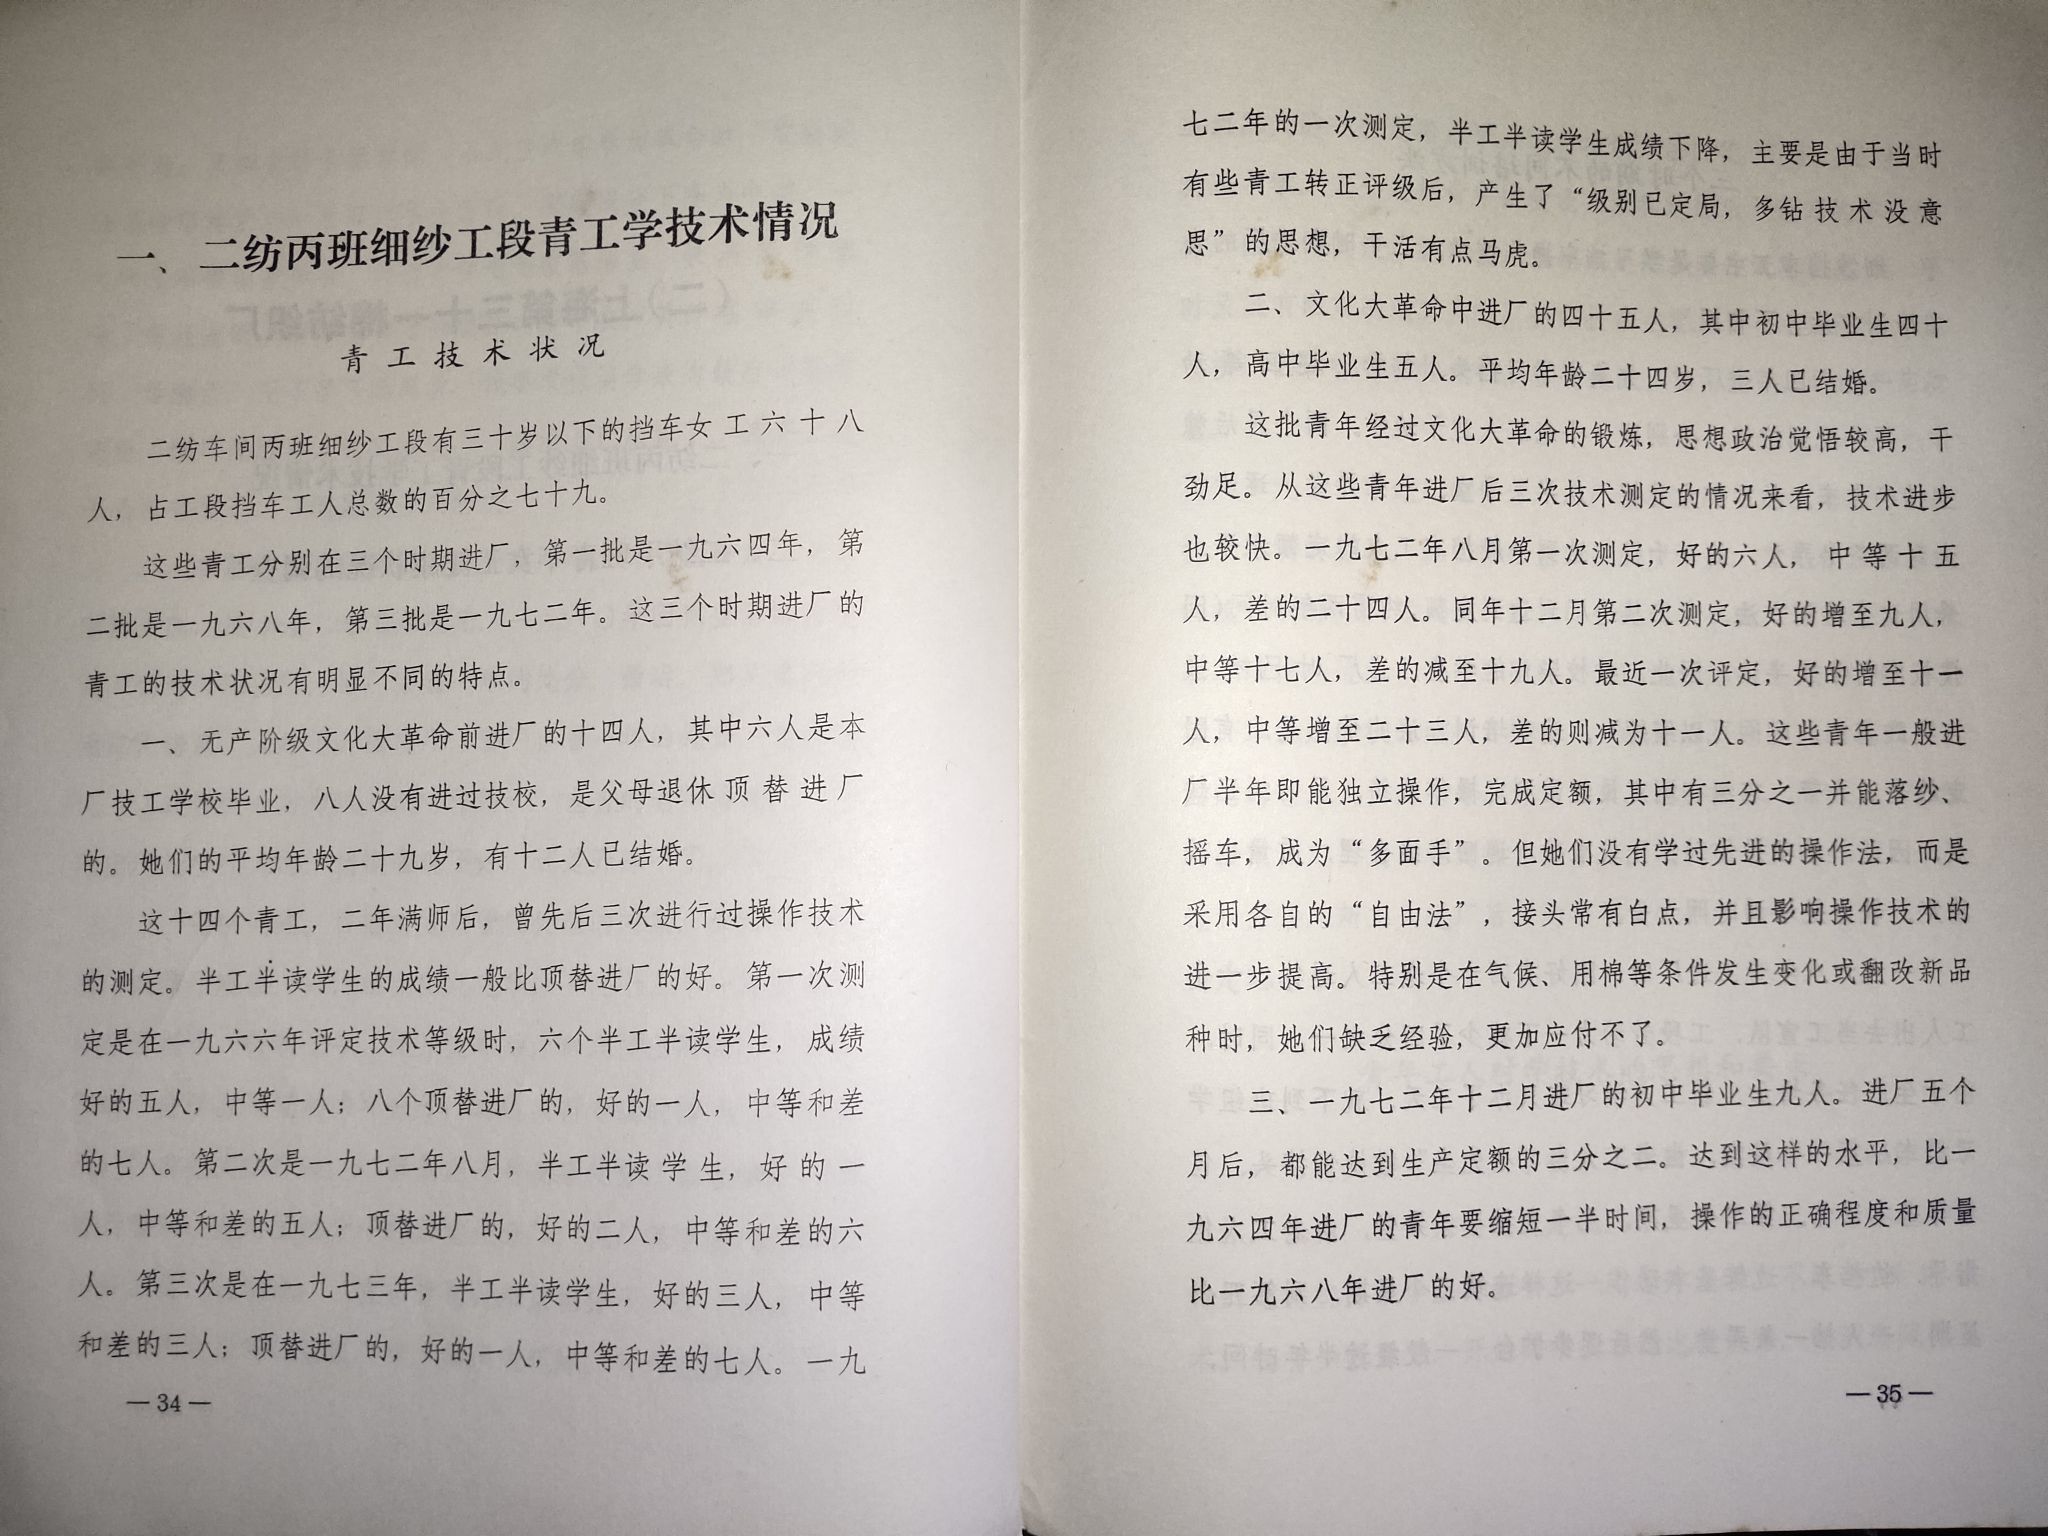 一、二纺丙班细纱工段青工学技术情况
青工技术状况
二纺车间丙班细纱工段有三十岁以下的挡车女工六十八
人，占工段挡车工人总数的百分之七十九。
这些青工分别在三个时期进厂，第一批是一九六四年，第
二批是一九六八年，第三批是一九七二年。这三个时期进厂的
青工的技术状况有明显不同的特点。
一、无产阶级文化大革命前进厂的十四人，其中六人是本
厂技工学校毕业，八人没有进过技校，是父母退休顶替进厂
的。她们的平均年龄二十九岁，有十二人已结婚。
这十四个青工，二年满师后，曾先后三次进行过操作技术
的测定。半工半读学生的成绩一般比顶替进厂的好。第一次测
定是在一九六六年评定技术等级时，六个半工半读学生，成绩
好的五人，中等一人；八个顶替进厂的，好的一人，中等和差
的七人。第二次是一九七二年八月，半工半读学生，好的一
人，中等和差的五人；顶替进厂的，好的二人，中等和差的六
人。第三次是在一九七三年，半工半读学生，好的三人，中等
和差的三人；顶替进厂的，好的一人，中等和差的七人。一九
— 34 —
七二年的一次测定，半工半读学生成绩下降，主要是由于当时
有些青工转正评级后，产生了“级别已定局，多钻技术没意
思”的思想，干活有点马虎。
二、文化大革命中进厂的四十五人，其中初中毕业生四十
人，高中毕业生五人。平均年龄二十四岁，三人已结婚。
这批青年经过文化大革命的锻炼，思想政治觉悟较高，干
劲足。从这些青年进厂后三次技术测定的情况来看，技术进步
也较快。一九七二年八月第一次测定，好的六人，中等十五
人，差的二十四人。同年十二月第二次测定，好的增至九人，
中等十七人，差的减至十九人。最近一次评定，好的增至十一
人，中等增至二十三人，差的则减为十一人。这些青年一般进
厂半年即能独立操作，完成定额，其中有三分之一并能落纱、
摇车，成为“多面手”。但她们没有学过先进的操作法，而是
采用各自的“自由法”，接头常有白点，并且影响操作技术的
进一步提高。特别是在气候、用棉等条件发生变化或翻改新品
种时，她们缺乏经验，更加应付不了。
三、一九七二年十二月进厂的初中毕业生九人。进厂五个
月后，都能达到生产定额的三分之二。达到这样的水平，比一
九六四年进厂的青年要缩短一半时间，操作的正确程度和质量
比一九六八年进厂的好。
— 35 —